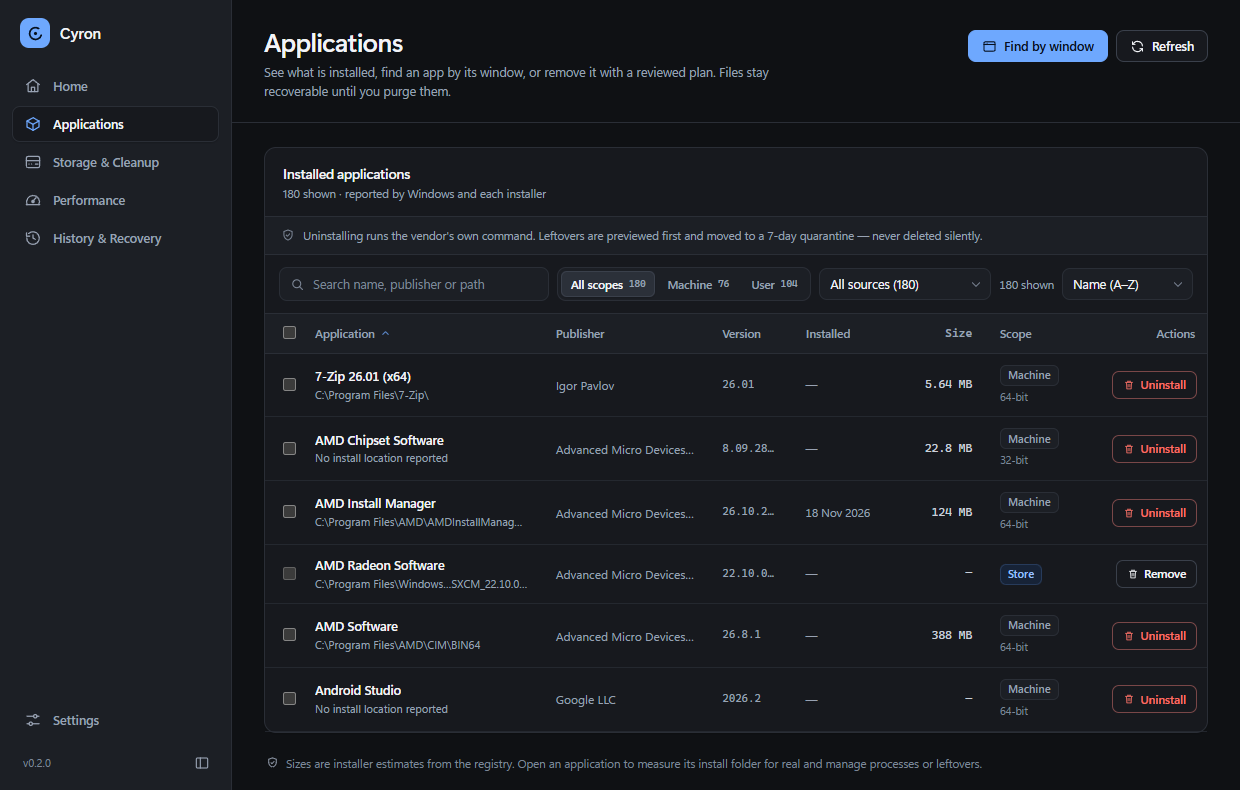 Cyron
Home
Applications
Storage & Cleanup
Performance
History & Recovery
Settings
v0.2.0
Applications
See what is installed, find an app by its window, or remove it with a reviewed plan. Files stay
recoverable until you purge them.
Find by window
Refresh
Installed applications
180 shown · reported by Windows and each installer
Uninstalling runs the vendor's own command. Leftovers are previewed first and moved to a 7-day quarantine — never deleted silently.
Search name, publisher or path
All scopes 180 Machine 76 User 104
All sources (180)
180 shown
Name (A–Z)
Application Publisher Version Installed Size Scope Actions
7-Zip 26.01 (x64)
C:\Program Files\7-Zip\
Igor Pavlov
26.01
—
5.64 MB
Machine
64-bit
Uninstall
AMD Chipset Software
No install location reported
Advanced Micro Devices...
8.09.28…
—
22.8 MB
Machine
32-bit
Uninstall
AMD Install Manager
C:\Program Files\AMD\AMDInstallManag...
Advanced Micro Devices...
26.10.2…
18 Nov 2026
124 MB
Machine
64-bit
Uninstall
AMD Radeon Software
C:\Program Files\Windows...SXCM_22.10.0...
Advanced Micro Devices...
22.10.0…
—
—
Store
Remove
AMD Software
C:\Program Files\AMD\CIM\BIN64
Advanced Micro Devices...
26.8.1
—
388 MB
Machine
64-bit
Uninstall
Android Studio
No install location reported
Google LLC
2026.2
—
—
Machine
64-bit
Uninstall
Sizes are installer estimates from the registry. Open an application to measure its install folder for real and manage processes or leftovers.